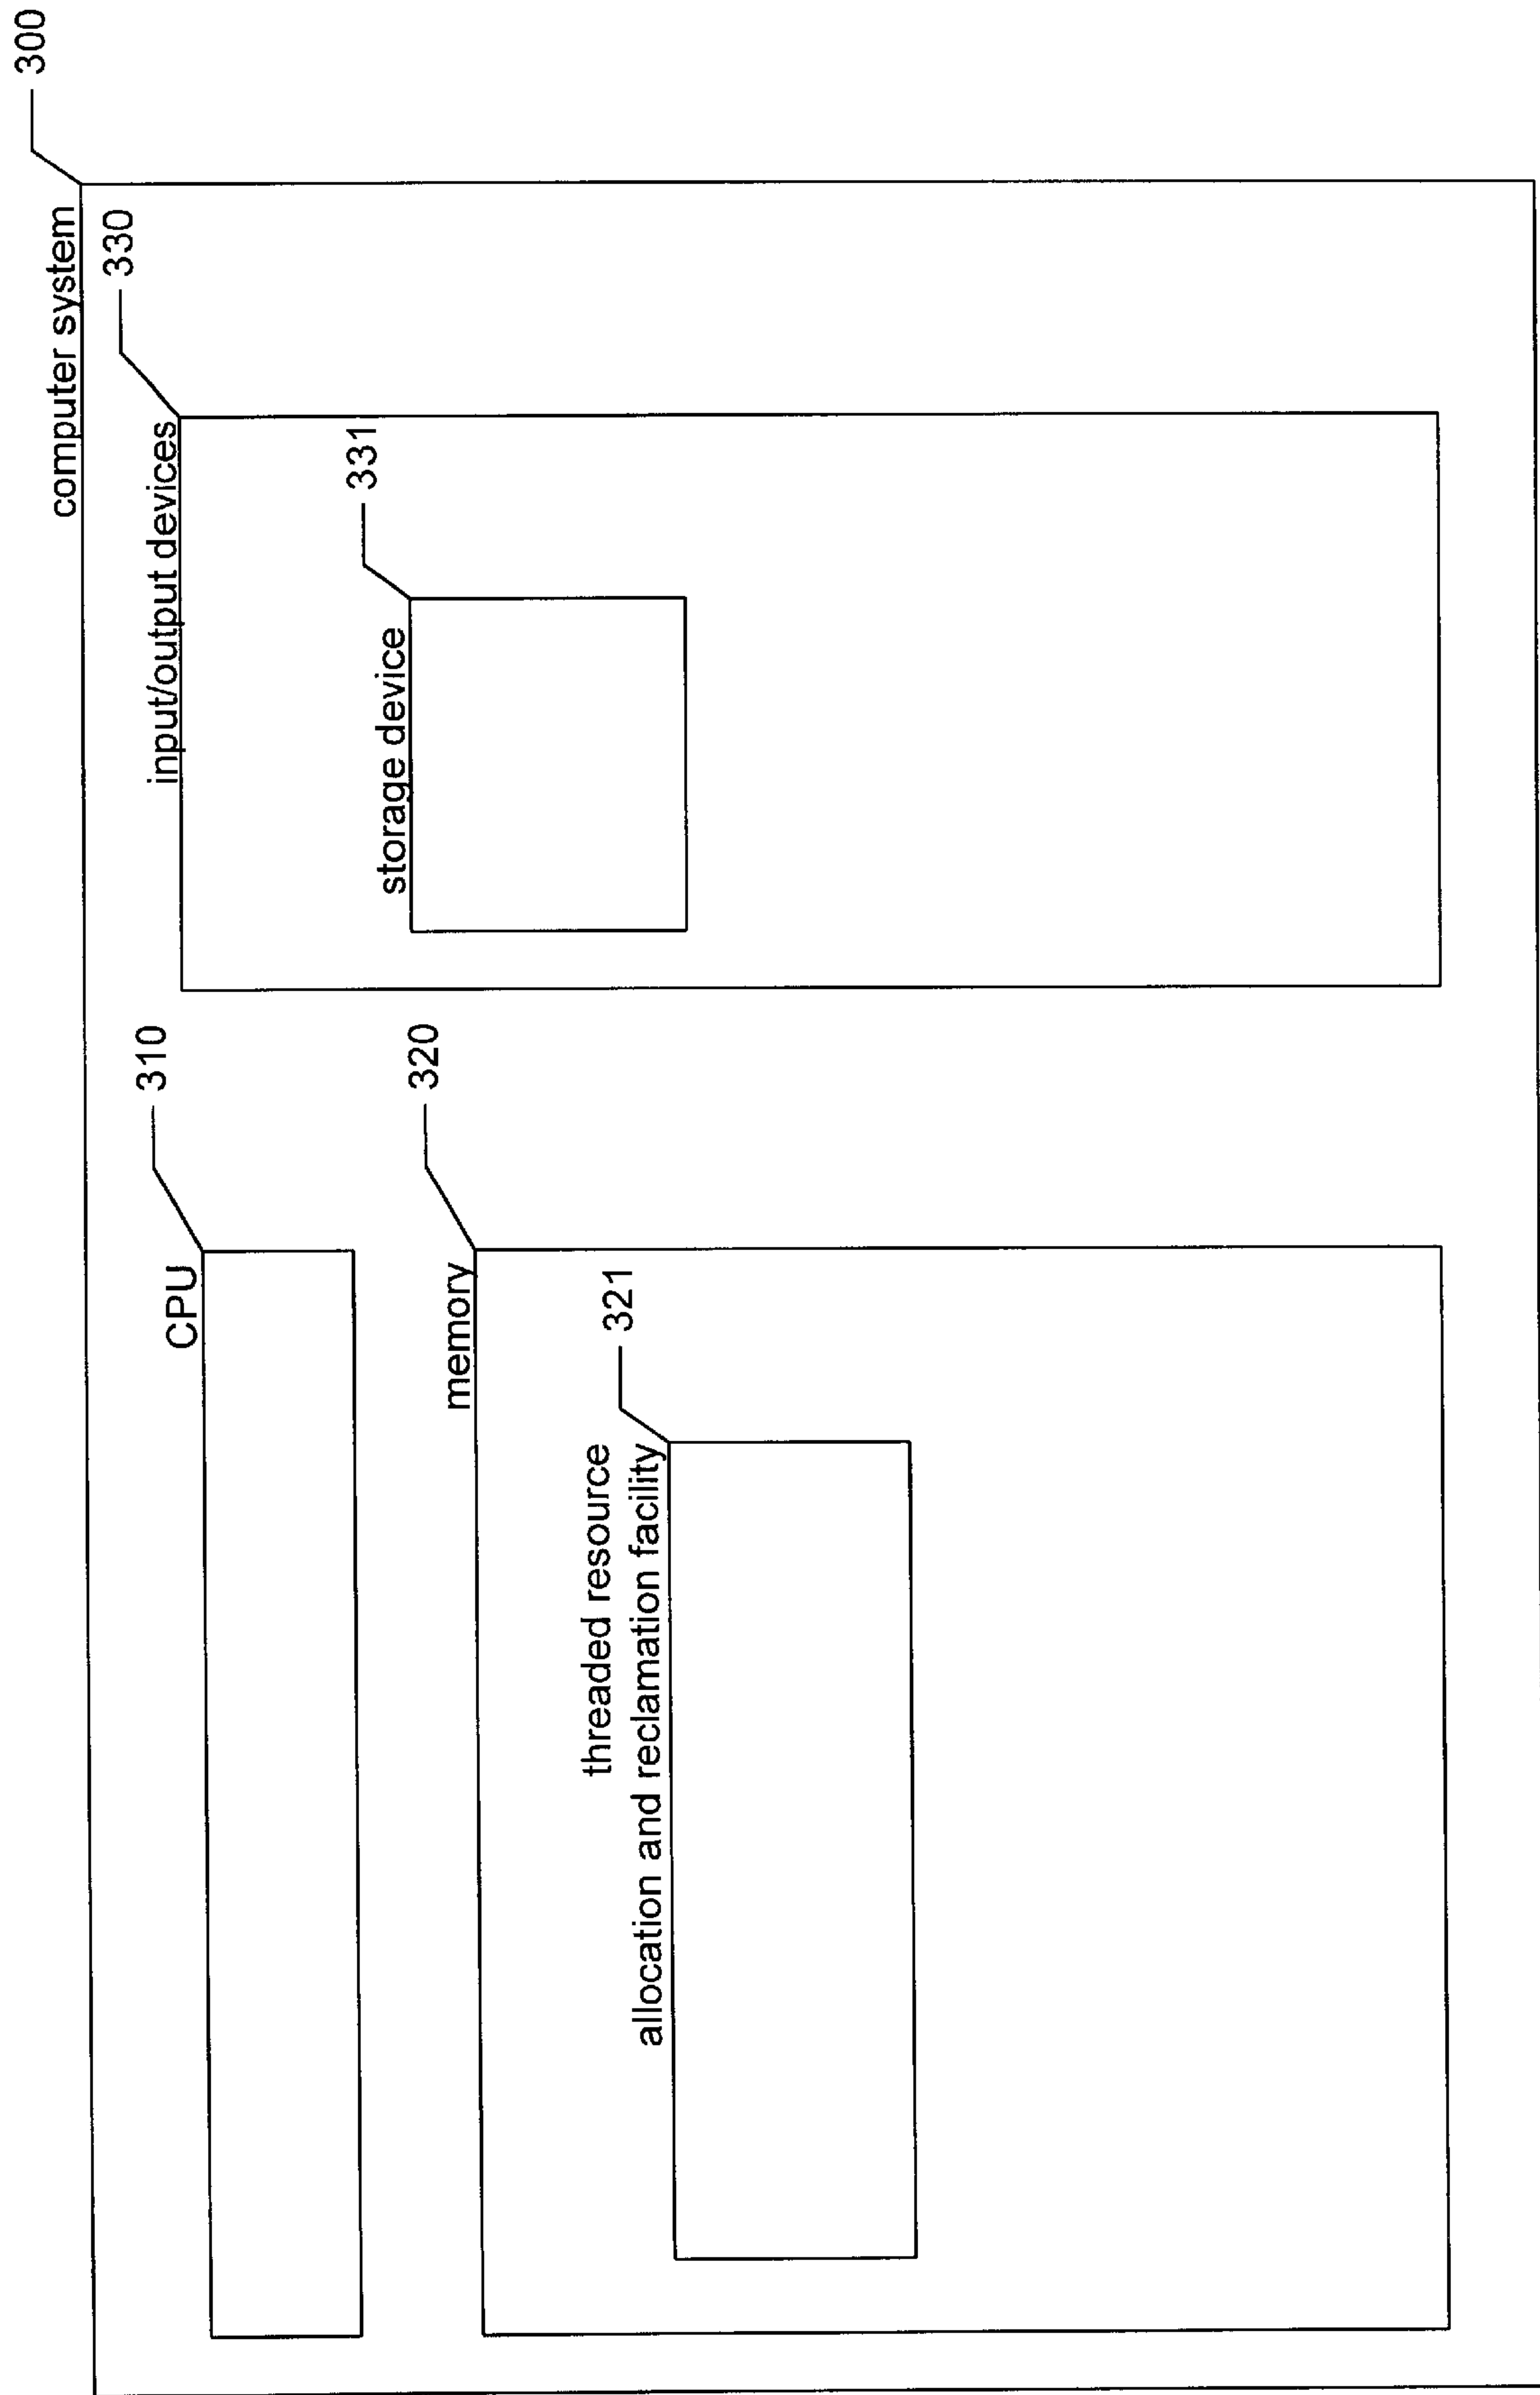 300
computer system
330
input/output devices
331
storage device
310
CPU
320
memory
321
threaded resource
allocation and reclamation facility